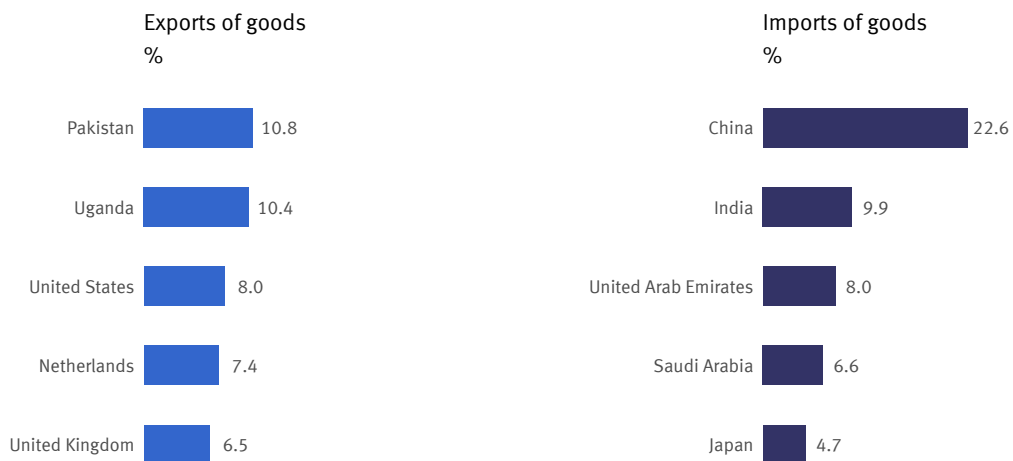 Exports of goods
%
Pakistan 10.8
Uganda 10.4
United States 8.0
Netherlands 7.4
United Kingdom 6.5
Imports of goods
%
China 22.6
India 9.9
United Arab Emirates 8.0
Saudi Arabia 6.6
Japan 4.7